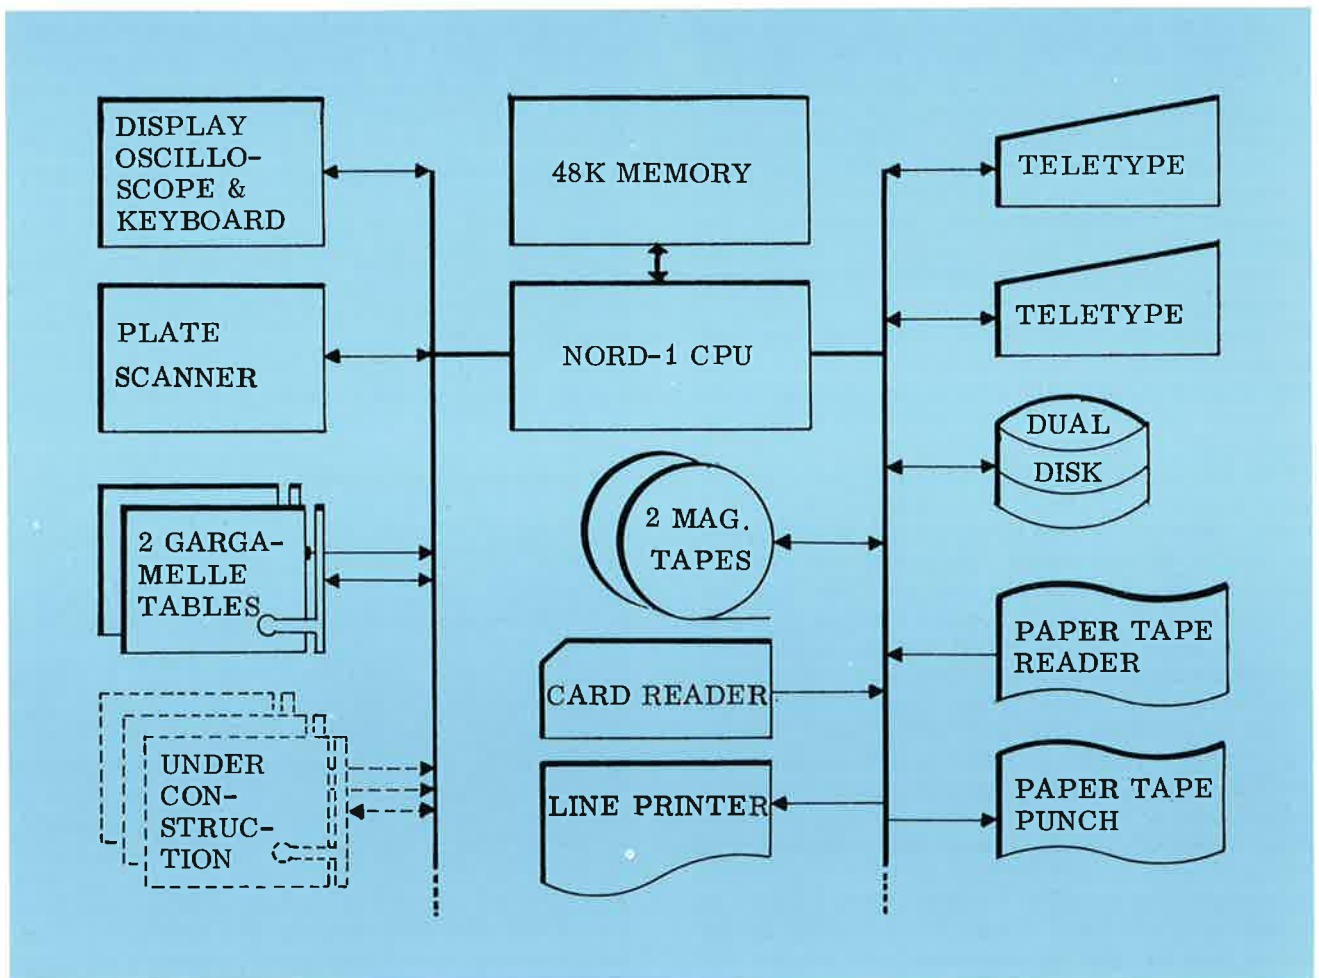 DISPLAY
OSCILLO-
SCOPE &
KEYBOARD
48K MEMORY
TELETYPE
PLATE
SCANNER
NORD-1 CPU
TELETYPE
2 GARGA-
MELLE
TABLES
2 MAG.
TAPES
DUAL
DISK
UNDER
CON-
STRUC-
TION
CARD READER
LINE PRINTER
PAPER TAPE
READER
PAPER TAPE
PUNCH